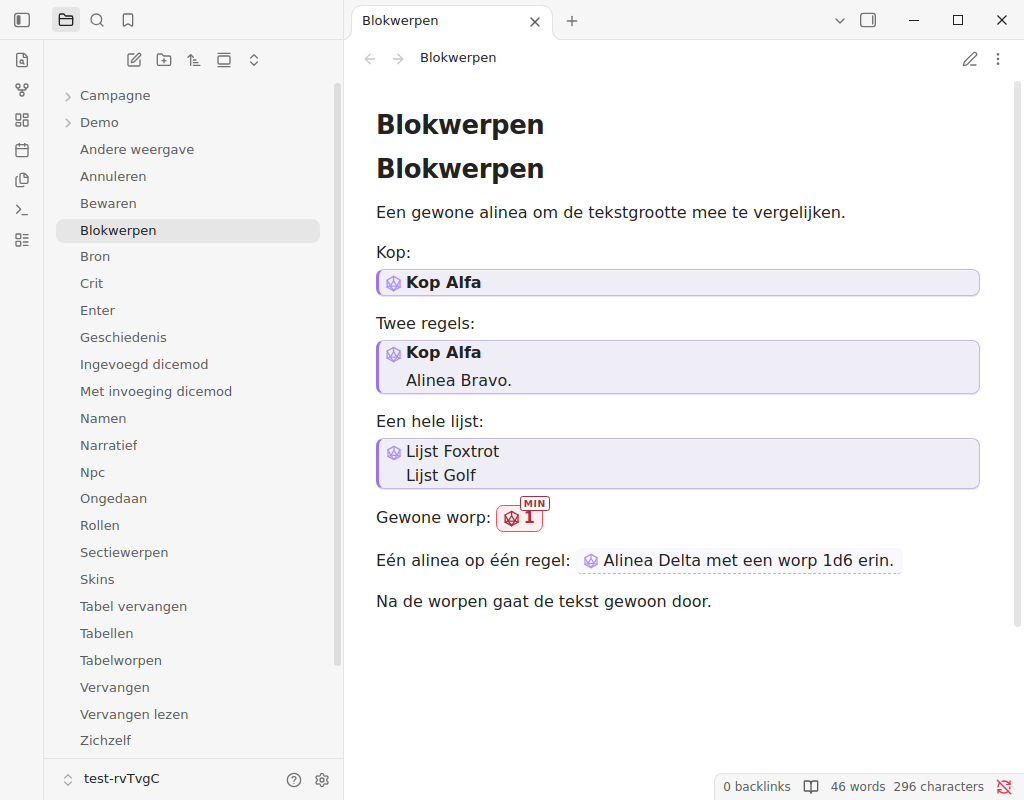 Blokwerpen
Blokwerpen
Campagne
Demo
Andere weergave
Annuleren
Bewaren
Blokwerpen
Bron
Crit
Enter
Geschiedenis
Ingevoegd dicemod
Met invoeging dicemod
Namen
Narratief
Npc
Ongedaan
Rollen
Sectiewerpen
Skins
Tabel vervangen
Tabellen
Tabelworpen
Vervangen
Vervangen lezen
Zichzelf
test-rvTvgC
Blokwerpen
Blokwerpen
Een gewone alinea om de tekstgrootte mee te vergelijken.
Kop:
Kop Alfa
Twee regels:
Kop Alfa
Alinea Bravo.
Een hele lijst:
Lijst Foxtrot
Lijst Golf
MIN
Gewone worp: 1
Eén alinea op één regel: Alinea Delta met een worp 1d6 erin.
Na de worpen gaat de tekst gewoon door.
0 backlinks 46 words 296 characters